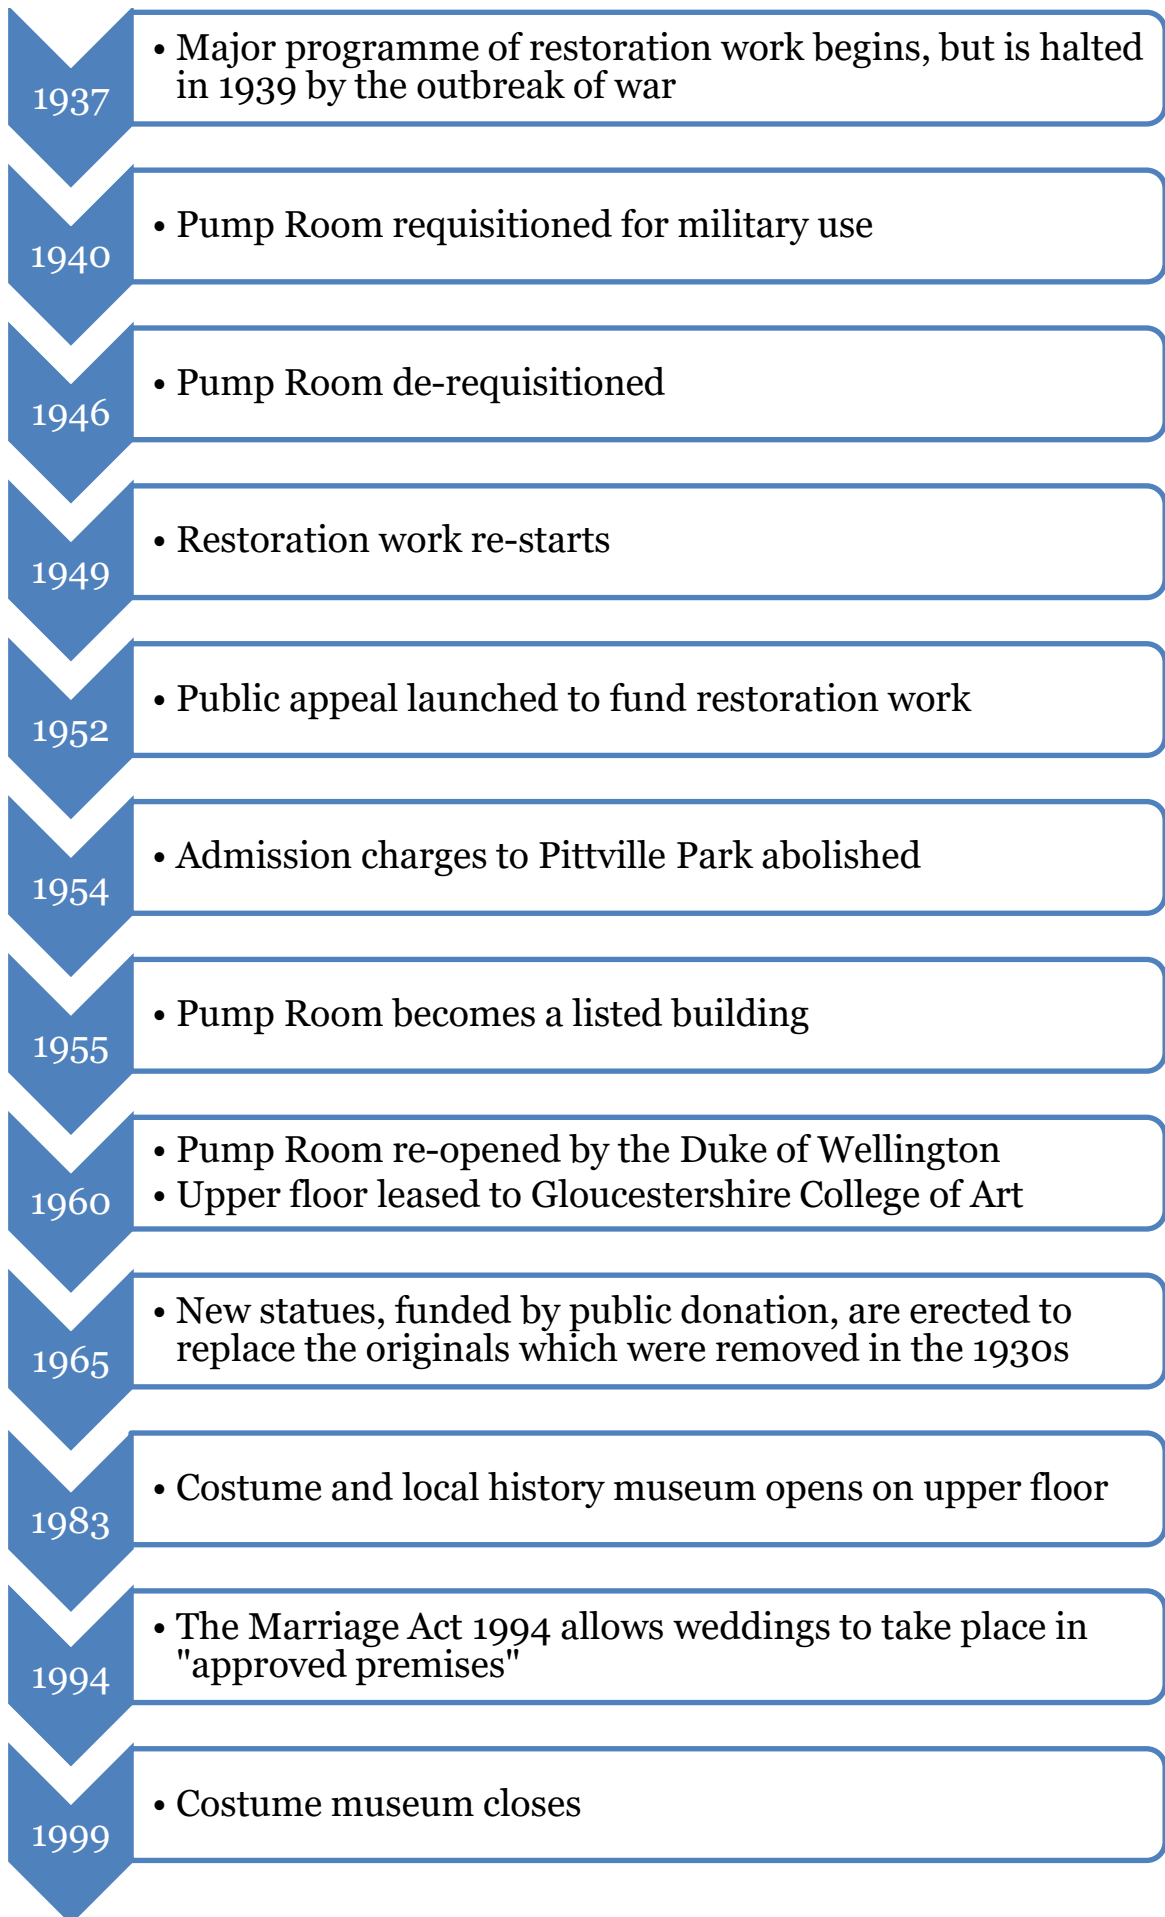 1937
• Major programme of restoration work begins, but is halted
in 1939 by the outbreak of war
1940
• Pump Room requisitioned for military use
1946
• Pump Room de-requisitioned
1949
• Restoration work re-starts
1952
• Public appeal launched to fund restoration work
1954
• Admission charges to Pittville Park abolished
1955
• Pump Room becomes a listed building
1960
• Pump Room re-opened by the Duke of Wellington
• Upper floor leased to Gloucestershire College of Art
1965
• New statues, funded by public donation, are erected to
replace the originals which were removed in the 1930s
1983
• Costume and local history museum opens on upper floor
1994
• The Marriage Act 1994 allows weddings to take place in
"approved premises"
1999
• Costume museum closes